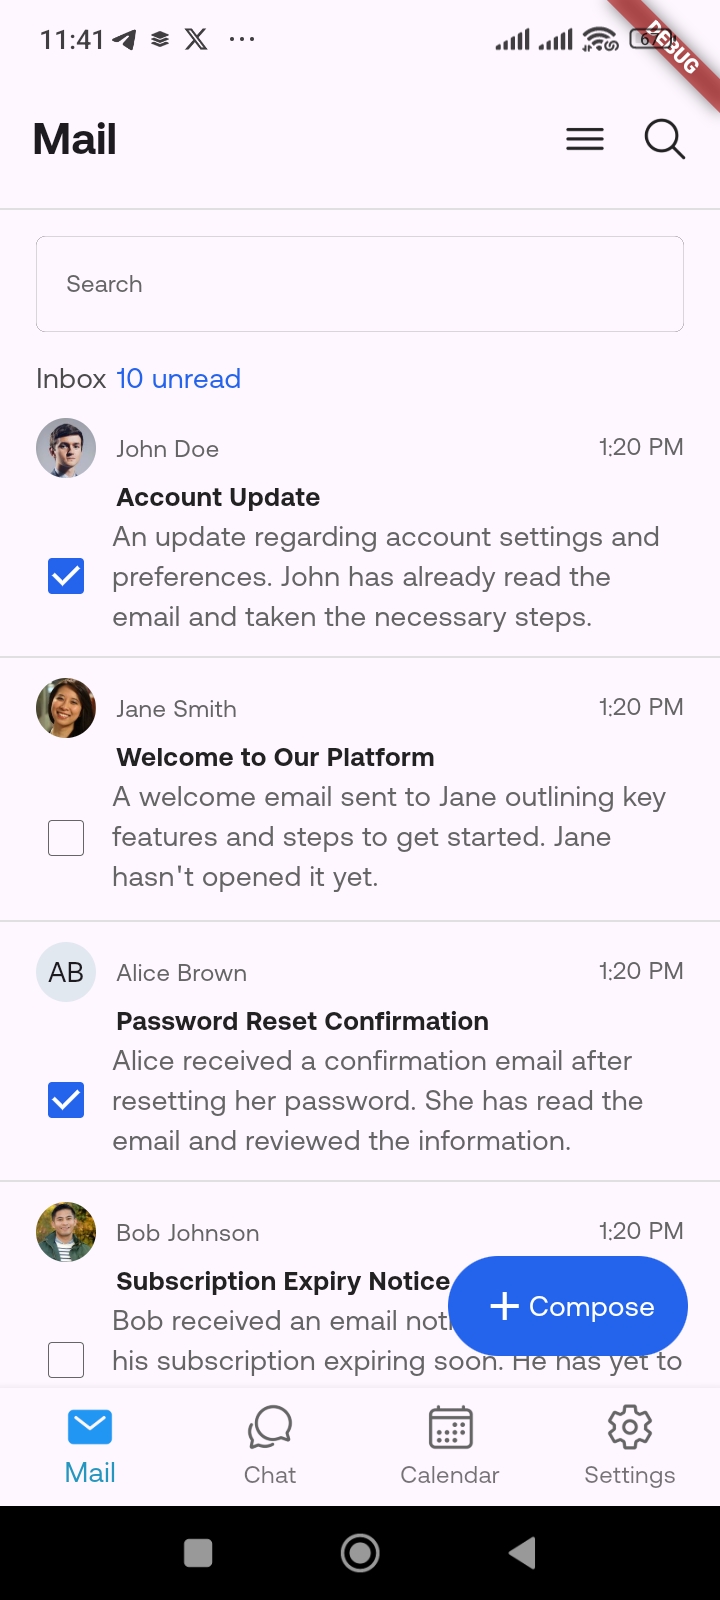 11:41
67
DEBUG
Mail
Search
Inbox 10 unread
John Doe 1:20 PM
Account Update
An update regarding account settings and
preferences. John has already read the
email and taken the necessary steps.
Jane Smith 1:20 PM
Welcome to Our Platform
A welcome email sent to Jane outlining key
features and steps to get started. Jane
hasn't opened it yet.
AB Alice Brown 1:20 PM
Password Reset Confirmation
Alice received a confirmation email after
resetting her password. She has read the
email and reviewed the information.
Bob Johnson 1:20 PM
Subscription Expiry Notice
Bob received an email
Compose
his subscription expiring soon. He has yet to
Mail Chat Calendar Settings